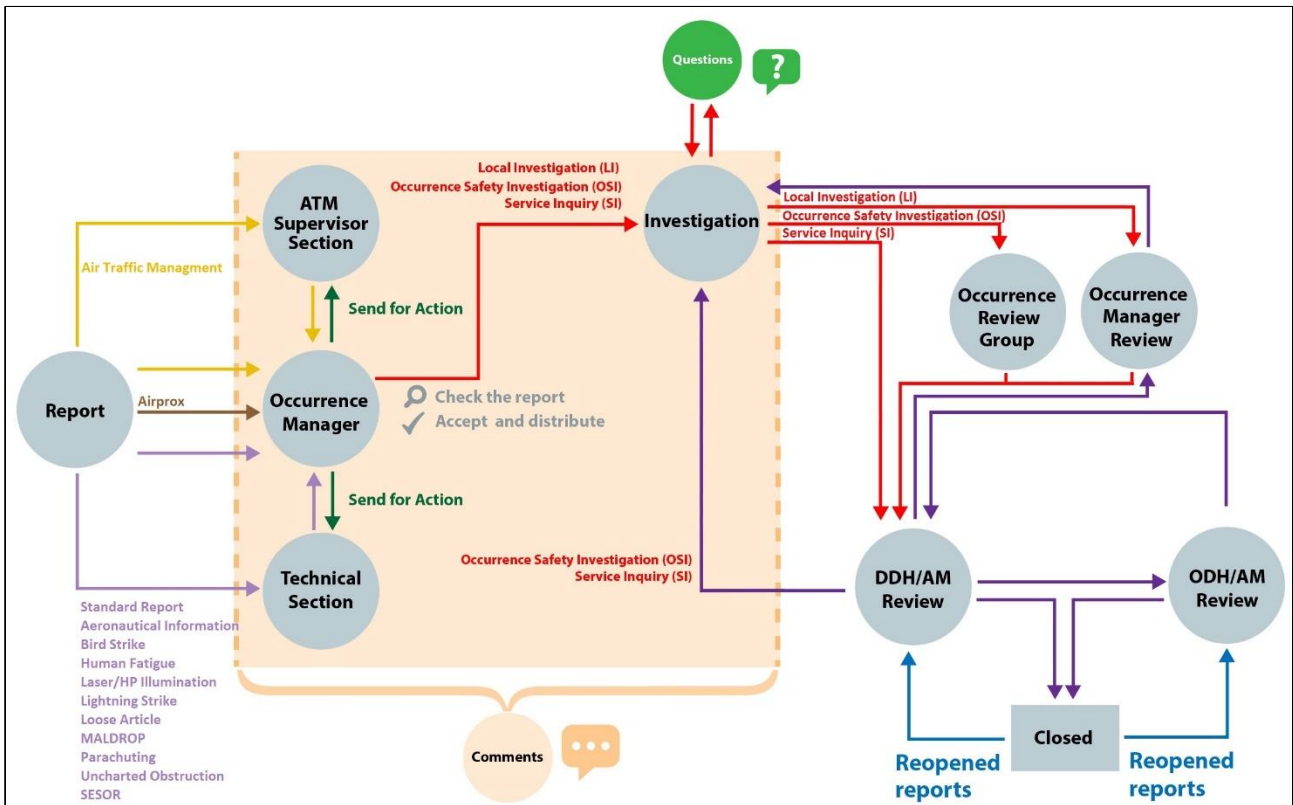 Questions
?
Local Investigation (LI)
Occurrence Safety Investigation (OSI)
Service Inquiry (SI)
ATM
Supervisor
Section
Investigation
Local Investigation (LI)
Occurrence Safety Investigation (OSI)
Service Inquiry (SI)
Air Traffic Managment
Send for Action
Occurrence
Review
Group
Occurrence
Manager
Review
Report
Airprox
Occurrence
Manager
Check the report
Accept and distribute
Send for Action
Technical
Section
Occurrence Safety Investigation (OSI)
Service Inquiry (SI)
DDH/AM
Review
ODH/AM
Review
Standard Report
Aeronautical Information
Bird Strike
Human Fatigue
Laser/HP Illumination
Lightning Strike
Loose Article
MALDROP
Parachuting
Uncharted Obstruction
SESOR
Comments
Closed
Reopened
reports
Reopened
reports